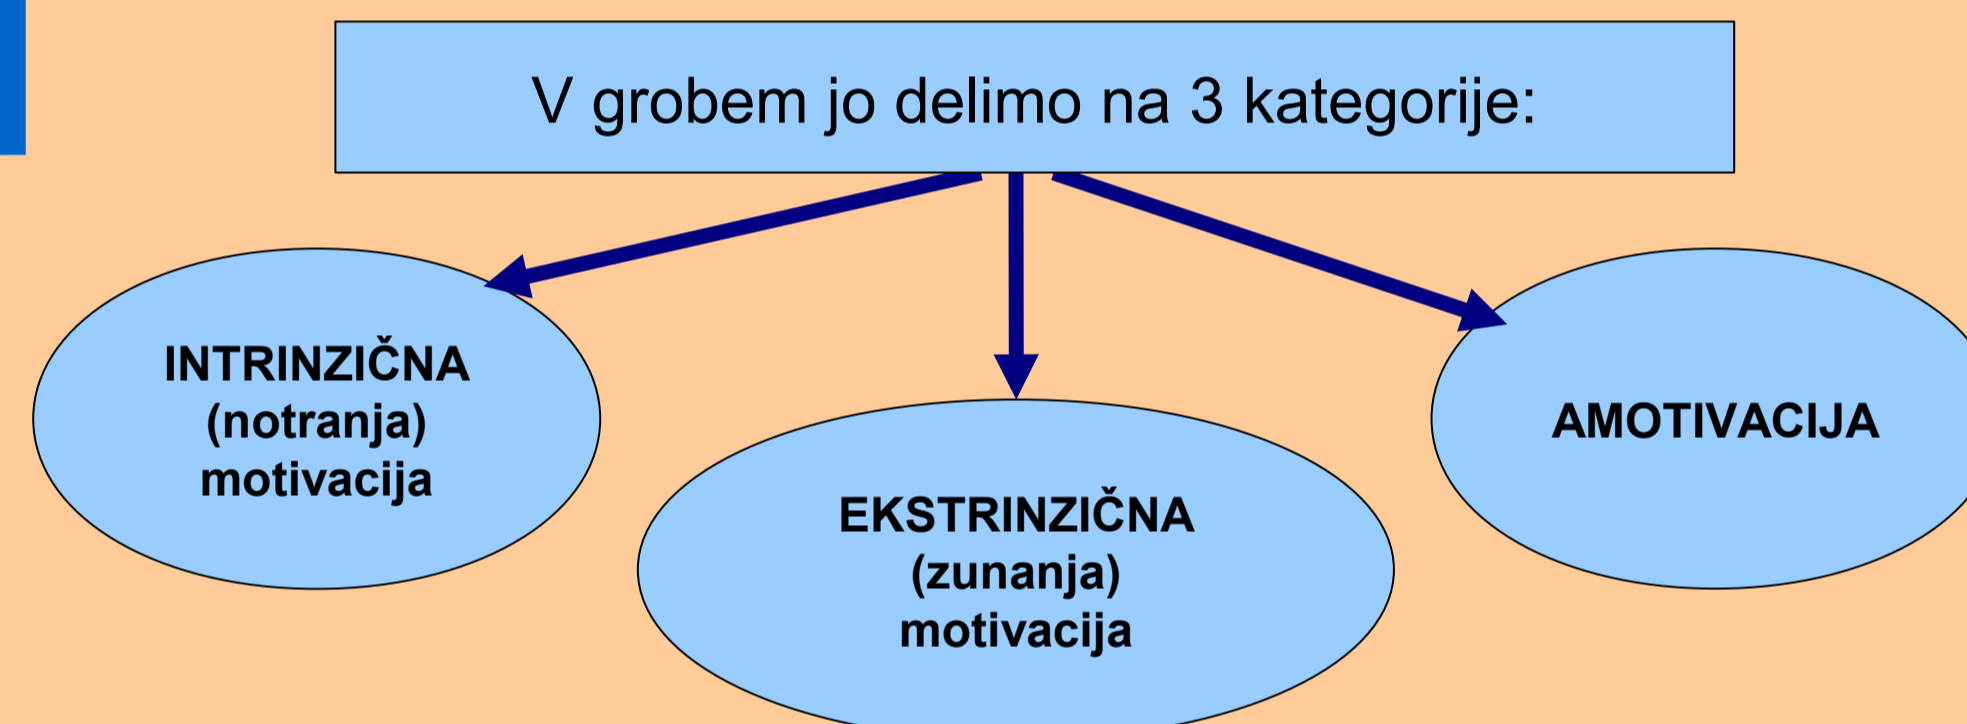 V grobem jo delimo na 3 kategorije:
INTRINZIČNA
(notranja)
motivacija
EKSTRINZIČNA
(zunanja)
motivacija
AMOTIVACIJA